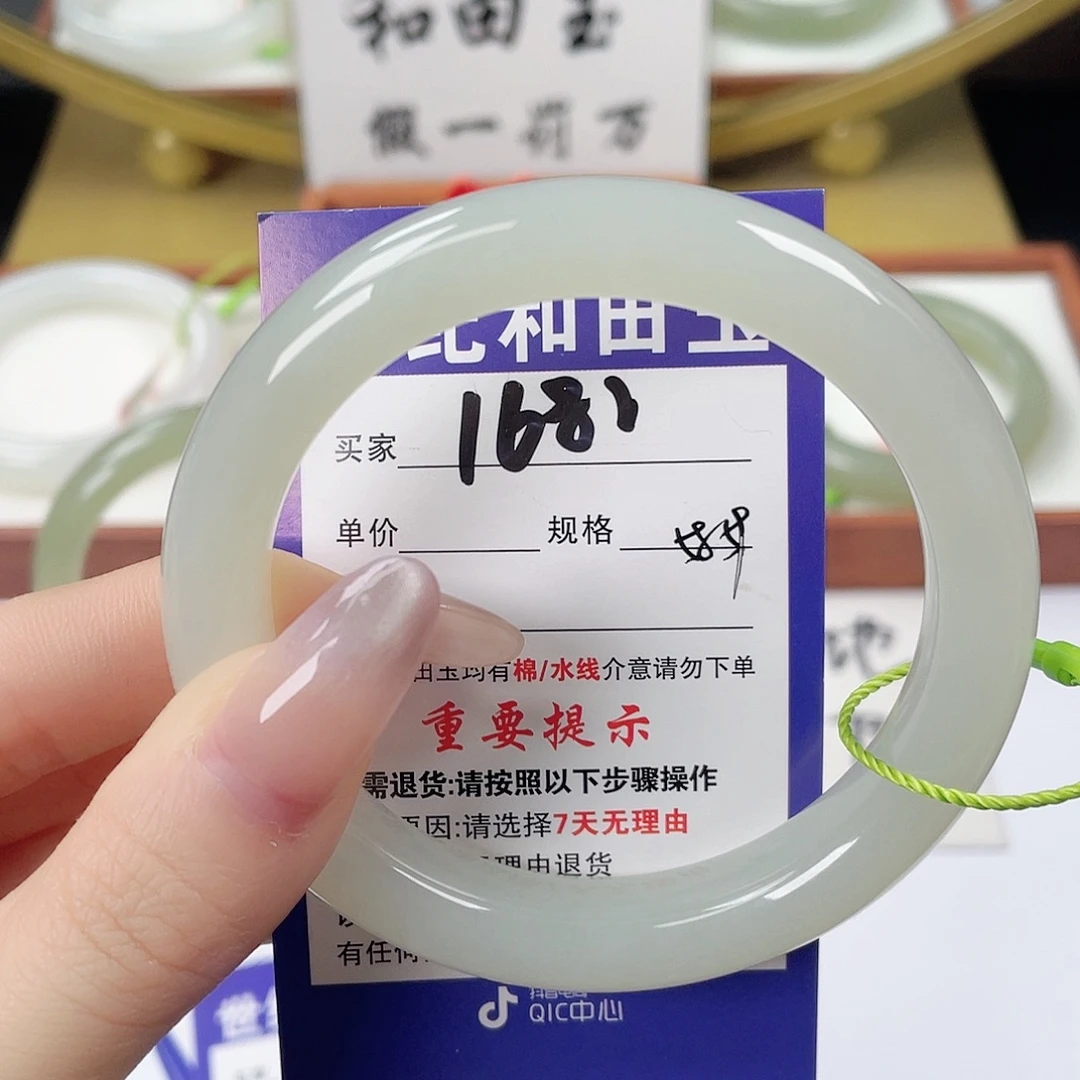 和田玉
假一罚万
和田玉
买家 1681
单价 规格
田玉均有棉/水线介意请勿下单
重要提示
需退货:请按照以下步骤操作
原因:请选择7天无理由
理由退货
有任何
QIC中心